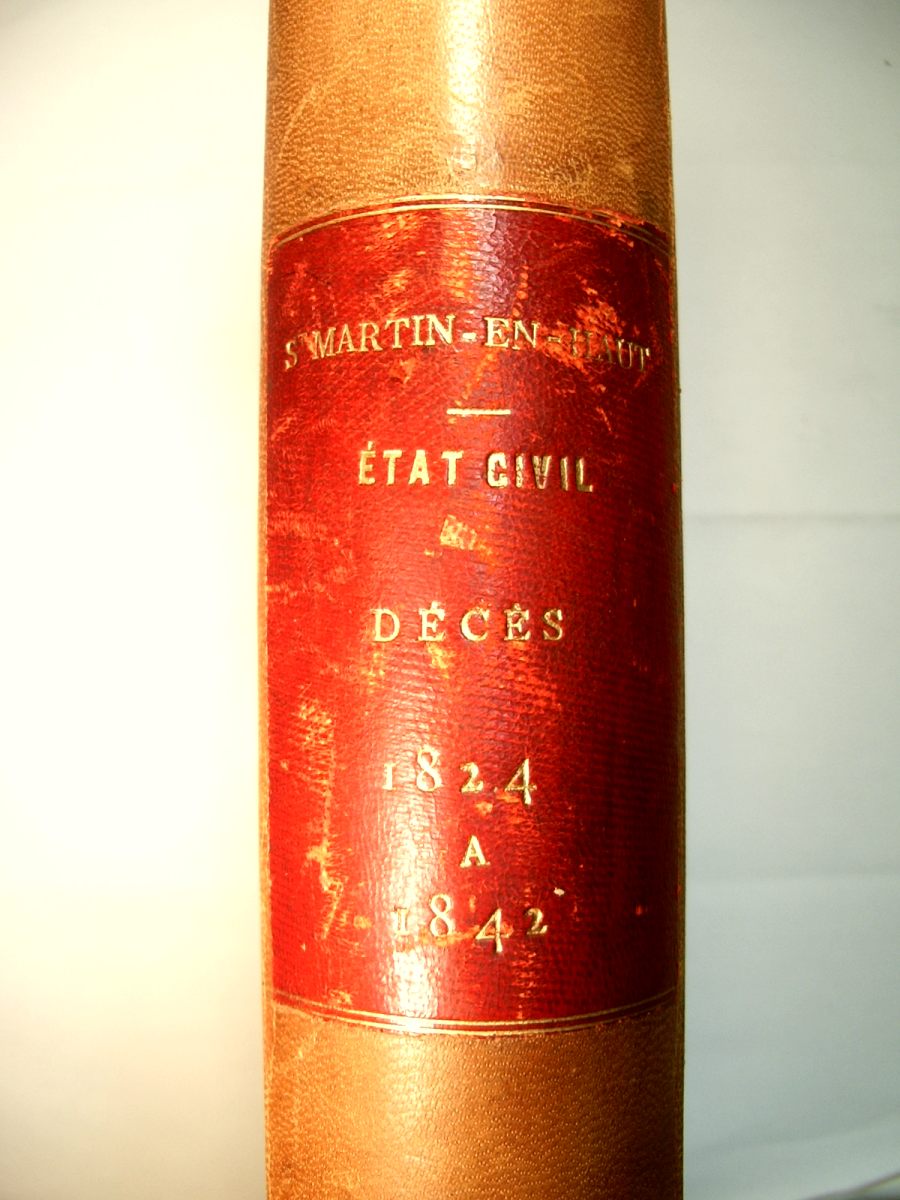 ST MARTIN-EN-HAUT
ÉTAT CIVIL
DÉCÈS
1824
A
1842